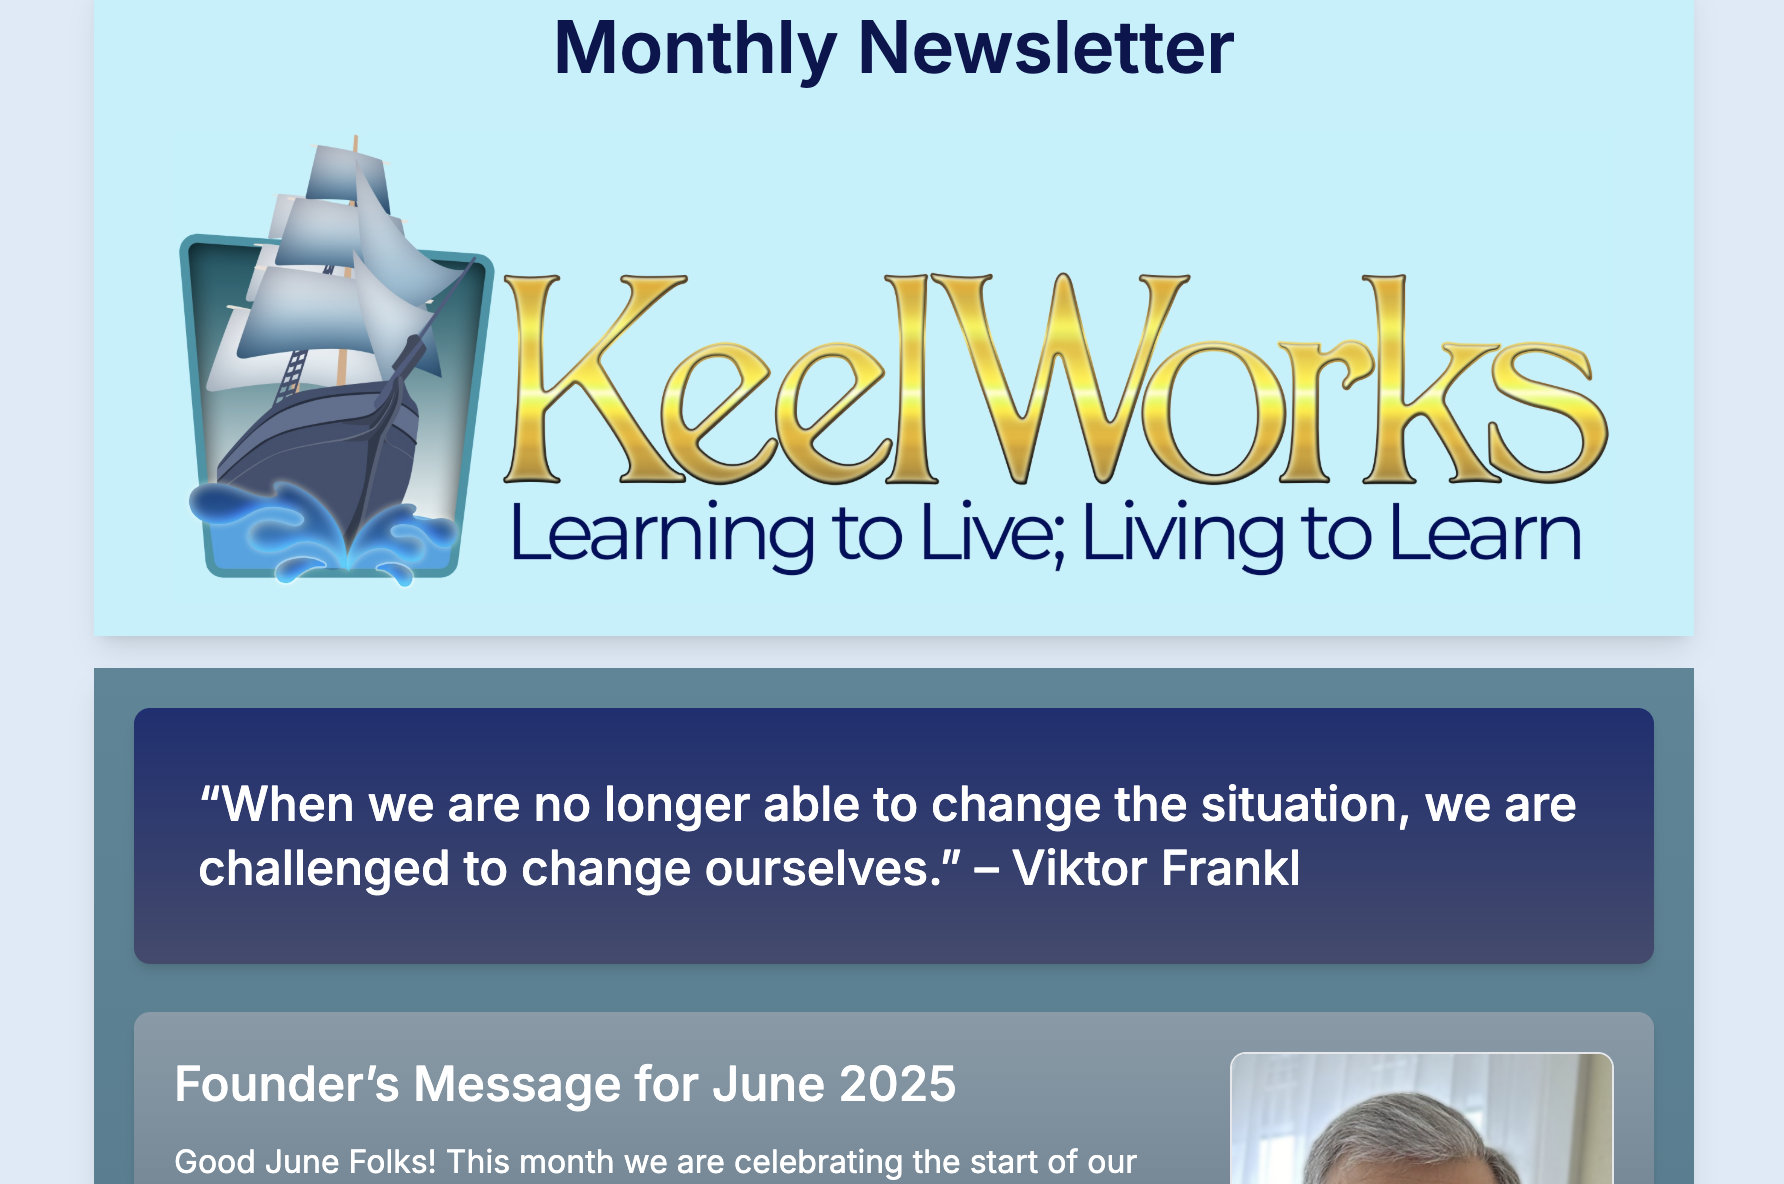 Monthly Newsletter
KeelWorks
Learning to Live; Living to Learn
“When we are no longer able to change the situation, we are
challenged to change ourselves.” – Viktor Frankl
Founder’s Message for June 2025
Good June Folks! This month we are celebrating the start of our